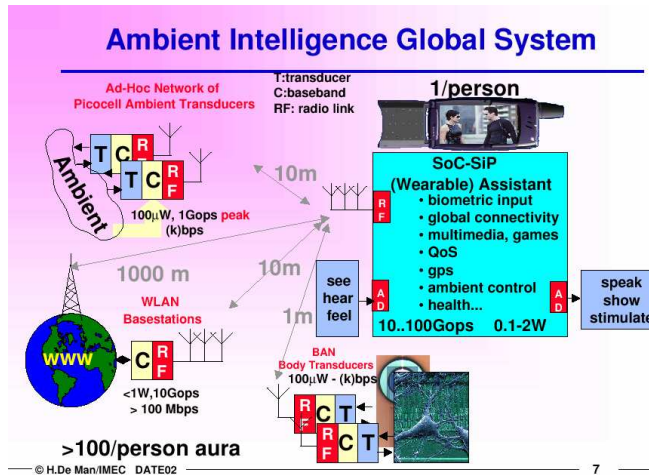 Ambient Intelligence Global System
Ad-Hoc Network of
Picocell Ambient Transducers
T:transducer
C:baseband
RF: radio link
1/person
Ambient
T C R
T C R
F
100µW, 1Gops peak
(k)bps
10m
SoC-SiP
(Wearable) Assistant
• biometric input
• global connectivity
• multimedia, games
• QoS
• gps
• ambient control
• health...
10..100Gops 0.1-2W
R
F
A
D
A
D
see
hear
feel
speak
show
stimulate
1000 m
10m
1m
WLAN
Basestations
www
C R
F
<1W,10Gops
> 100 Mbps
BAN
Body Transducers
100µW - (k)bps
R
F
C T
R
F
C T
>100/person aura
© H.De Man/IMEC DATE02
7